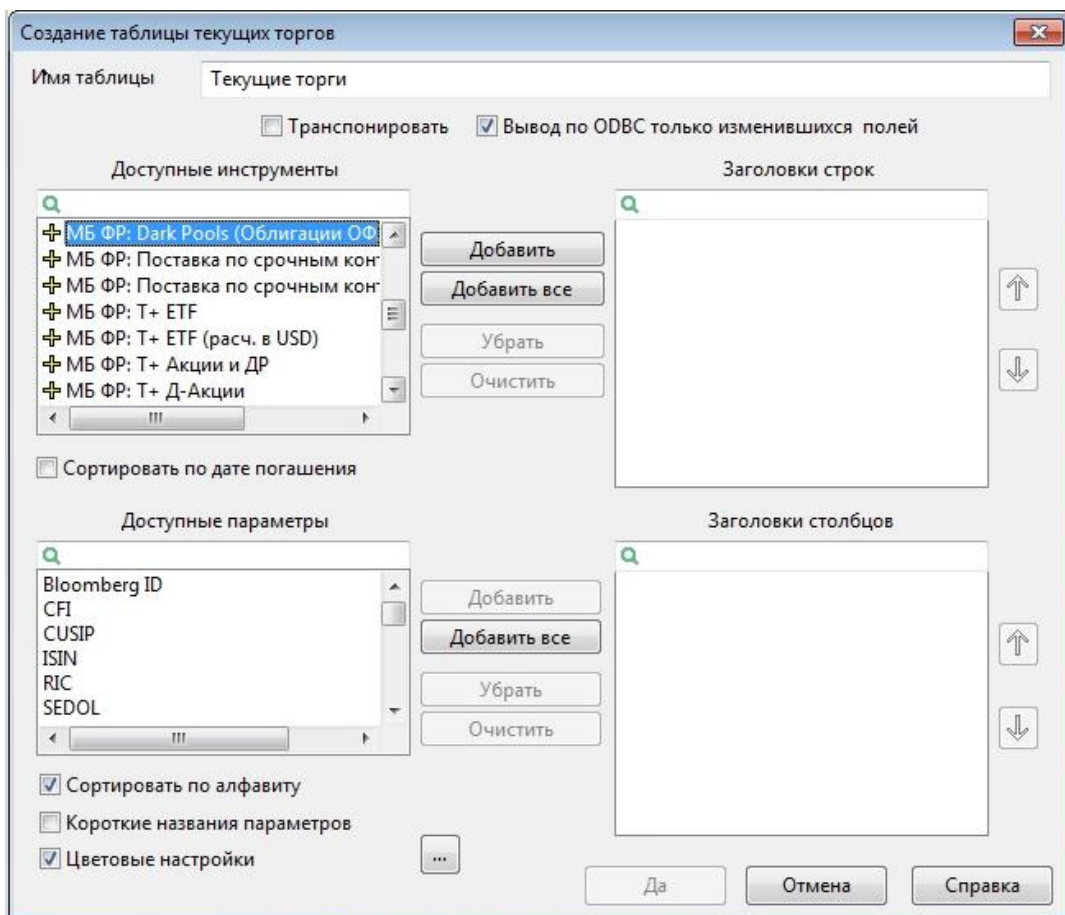 Создание таблицы текущих торгов
Имя таблицы Текущие торги
Транспонировать Вывод по ODBC только изменившихся полей
Доступные инструменты
МБ ФР: Dark Pools (Облигации ОФ
МБ ФР: Поставка по срочным кон
МБ ФР: Поставка по срочным кон
МБ ФР: Т+ ETF
МБ ФР: Т+ ETF (расч. в USD)
МБ ФР: Т+ Акции и ДР
МБ ФР: Т+ Д-Акции
Сортировать по дате погашения
Добавить
Добавить все
Убрать
Очистить
Заголовки строк
Доступные параметры
Bloomberg ID
CFI
CUSIP
ISIN
RIC
SEDOL
Сортировать по алфавиту
Короткие названия параметров
Цветовые настройки
Добавить
Добавить все
Убрать
Очистить
...
Заголовки столбцов
Да Отмена Справка